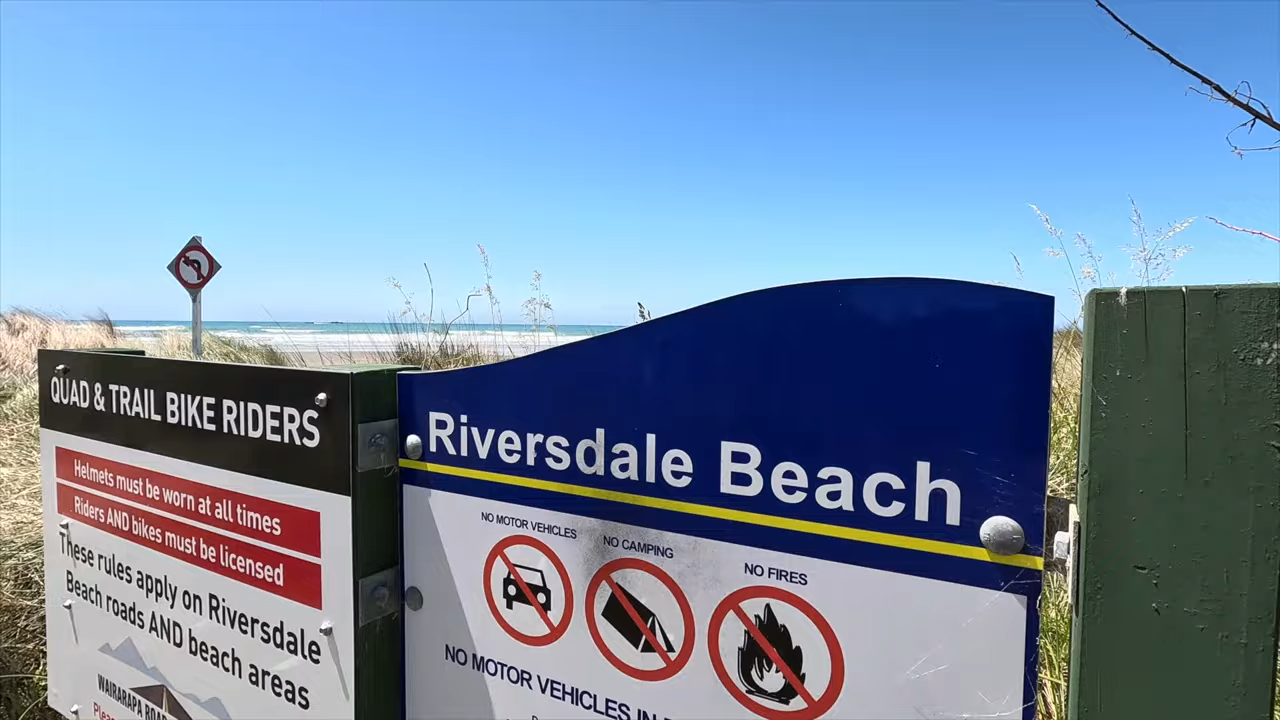 QUAD & TRAIL BIKE RIDERS
Helmets must be worn at all times
Riders AND bikes must be licensed
These rules apply on Riversdale
Beach roads AND beach areas
WAIRARAPA ROAD
Riversdale Beach
NO MOTOR VEHICLES
NO CAMPING
NO FIRES
NO MOTOR VEHICLES IN